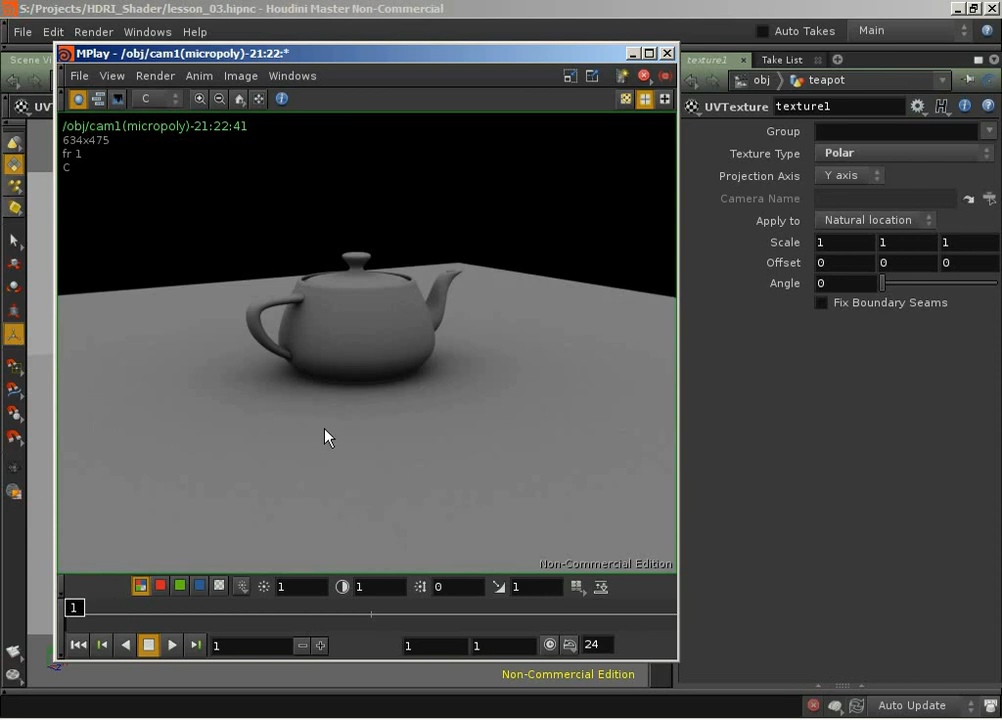 S:/Projects/HDRI_Shader/lesson_03.hipnc - Houdini Master Non-Commercial
File Edit Render Windows Help
Auto Takes Main
Scene Vi
MPlay - /obj/cam1(micropoly)-21:22:*
texture1 Take List
File View Render Anim Image Windows
obj teapot
C
UV
UVTexture texture1
/obj/cam1(micropoly)-21:22:41
634x475
fr 1
C
Group
Texture Type Polar
Projection Axis Y axis
Camera Name
Apply to Natural location
Scale 1 1 1
Offset 0 0 0
Angle 0
Fix Boundary Seams
Non-Commercial Edition
1 1 0 1
1
1 1 1 24
Non-Commercial Edition
Auto Update